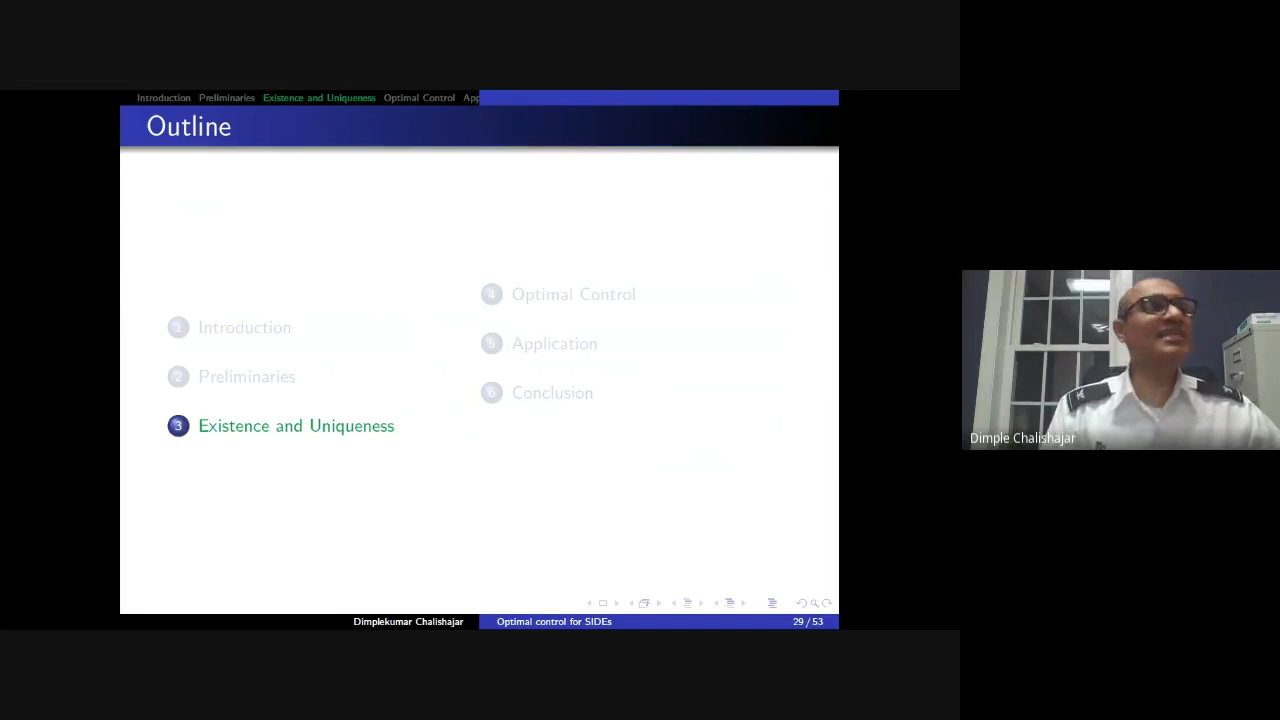 Introduction Preliminaries Existence and Uniqueness Optimal Control App
Outline
1 Introduction
2 Preliminaries
3 Existence and Uniqueness
4 Optimal Control
5 Application
6 Conclusion
Dimple Chalishajar
Dimplekumar Chalishajar Optimal control for SIDEs 29 / 53